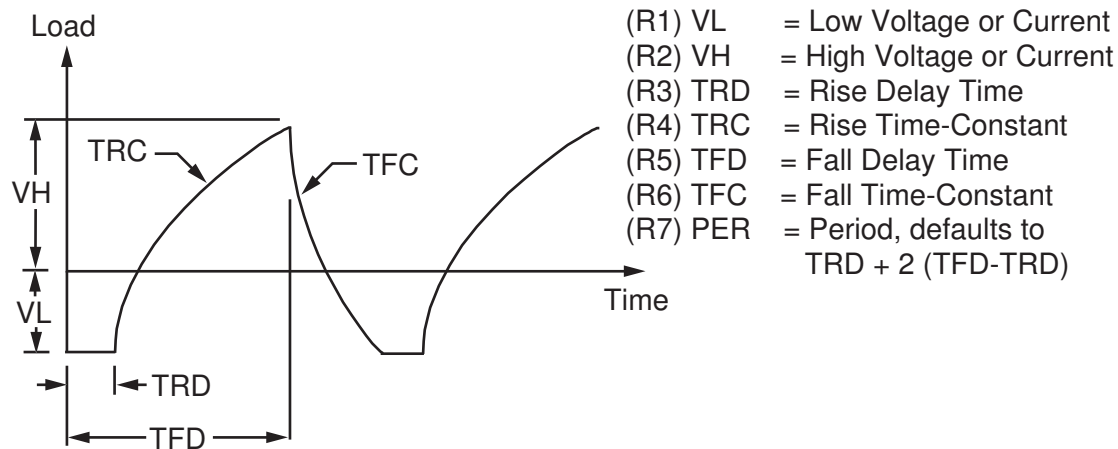 Load
TRC
TFC
VH
VL
Time
TRD
TFD
(R1) VL = Low Voltage or Current
(R2) VH = High Voltage or Current
(R3) TRD = Rise Delay Time
(R4) TRC = Rise Time-Constant
(R5) TFD = Fall Delay Time
(R6) TFC = Fall Time-Constant
(R7) PER = Period, defaults to
TRD + 2 (TFD-TRD)